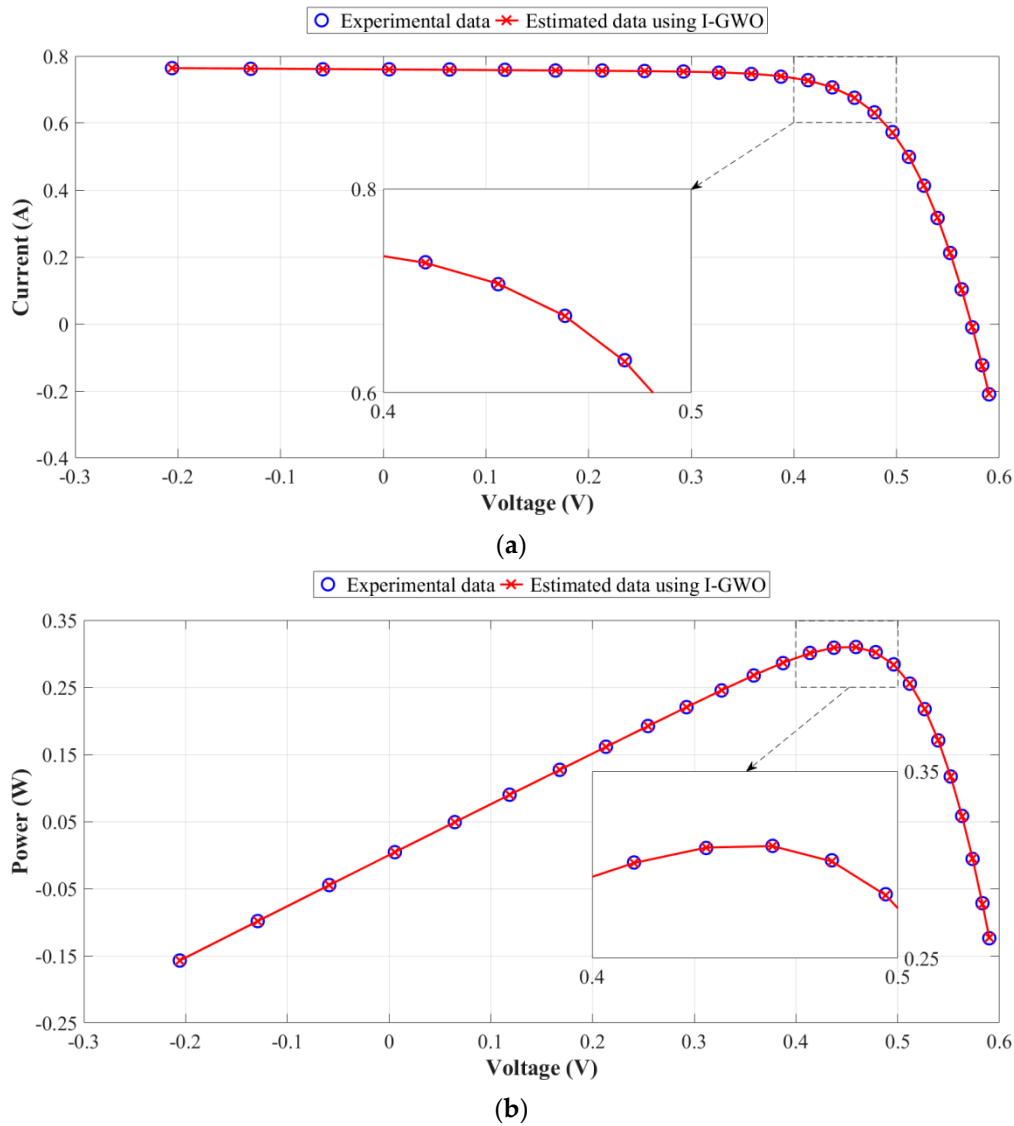 Experimental data Estimated data using I-GWO
0.8
0.6
0.4
0.2
0
-0.2
-0.4
Current (A)
0.8
0.6
0.4 0.5
-0.3 -0.2 -0.1 0 0.1 0.2 0.3 0.4 0.5 0.6
Voltage (V)
(a)
Experimental data Estimated data using I-GWO
0.35
0.25
0.15
0.05
-0.05
-0.15
-0.25
Power (W)
0.35
0.25
0.4 0.5
-0.3 -0.2 -0.1 0 0.1 0.2 0.3 0.4 0.5 0.6
Voltage (V)
(b)